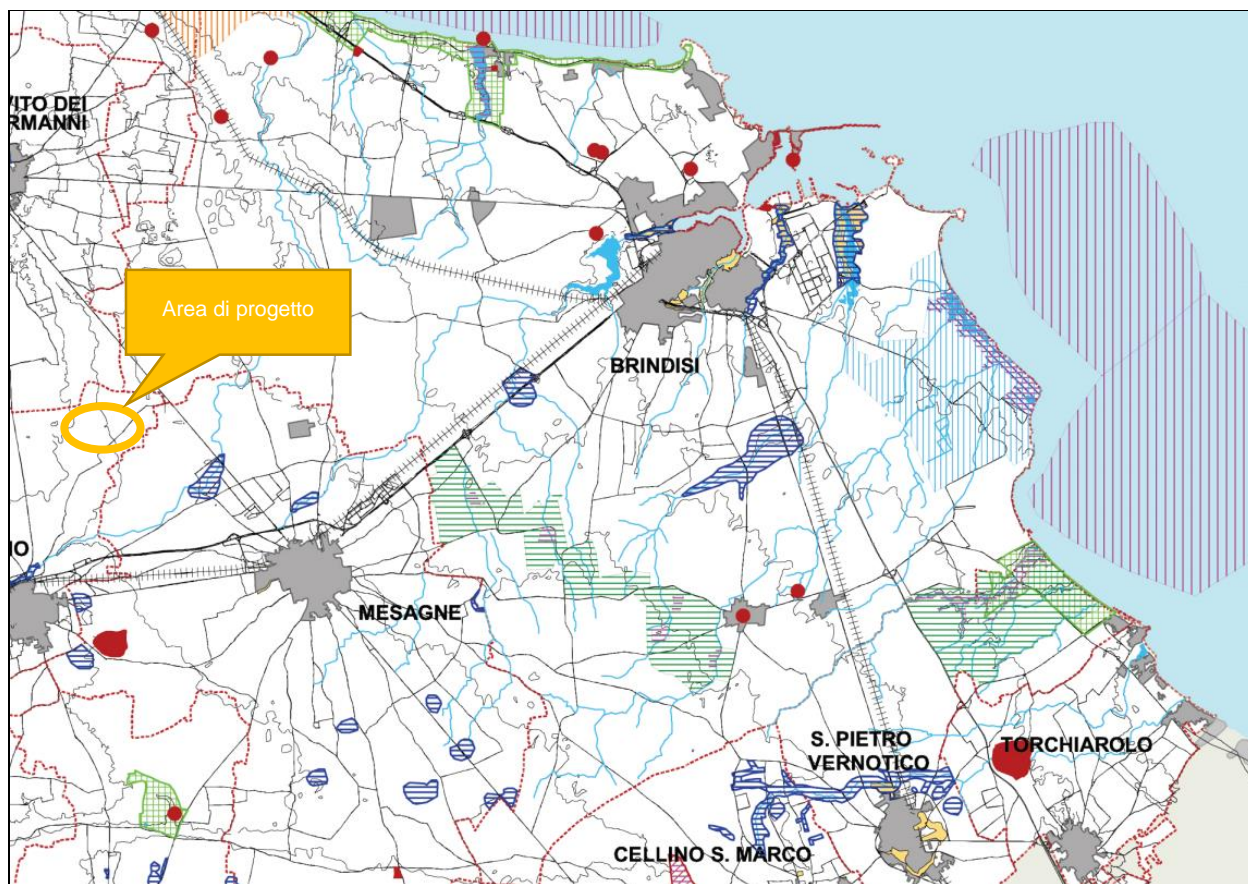 VITO DEI
RMANNI
Area di progetto
BRINDISI
IO
MESAGNE
S. PIETRO
VERNOTICO
TORCHIAROLO
CELLINO S. MARCO